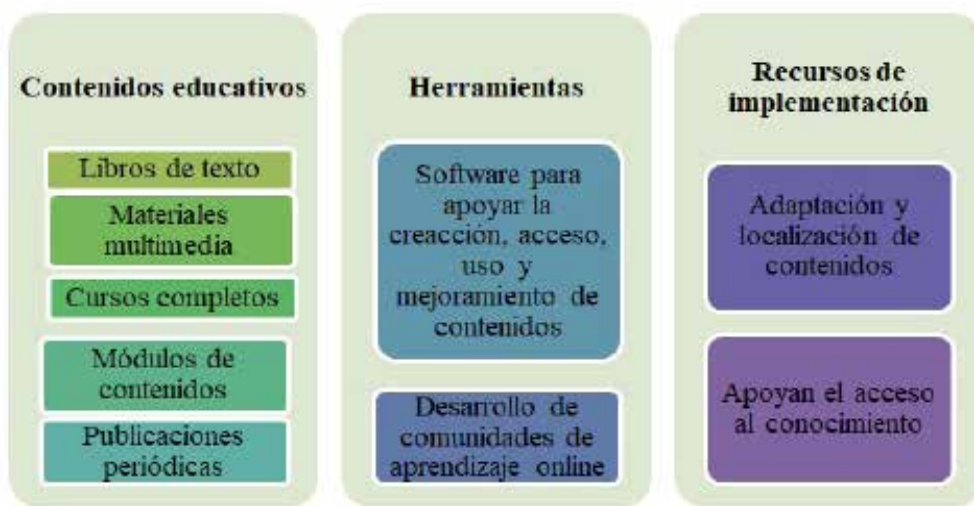 Contenidos educativos
Libros de texto
Materiales
multimedia
Cursos completos
Módulos de
contenidos
Publicaciones
periódicas
Herramientas
Software para
apoyar la
creacción, acceso,
uso y
mejoramiento de
contenidos
Desarrollo de
comunidades de
aprendizaje online
Recursos de
implementación
Adaptación y
localización de
contenidos
Apoyan el acceso
al conocimiento